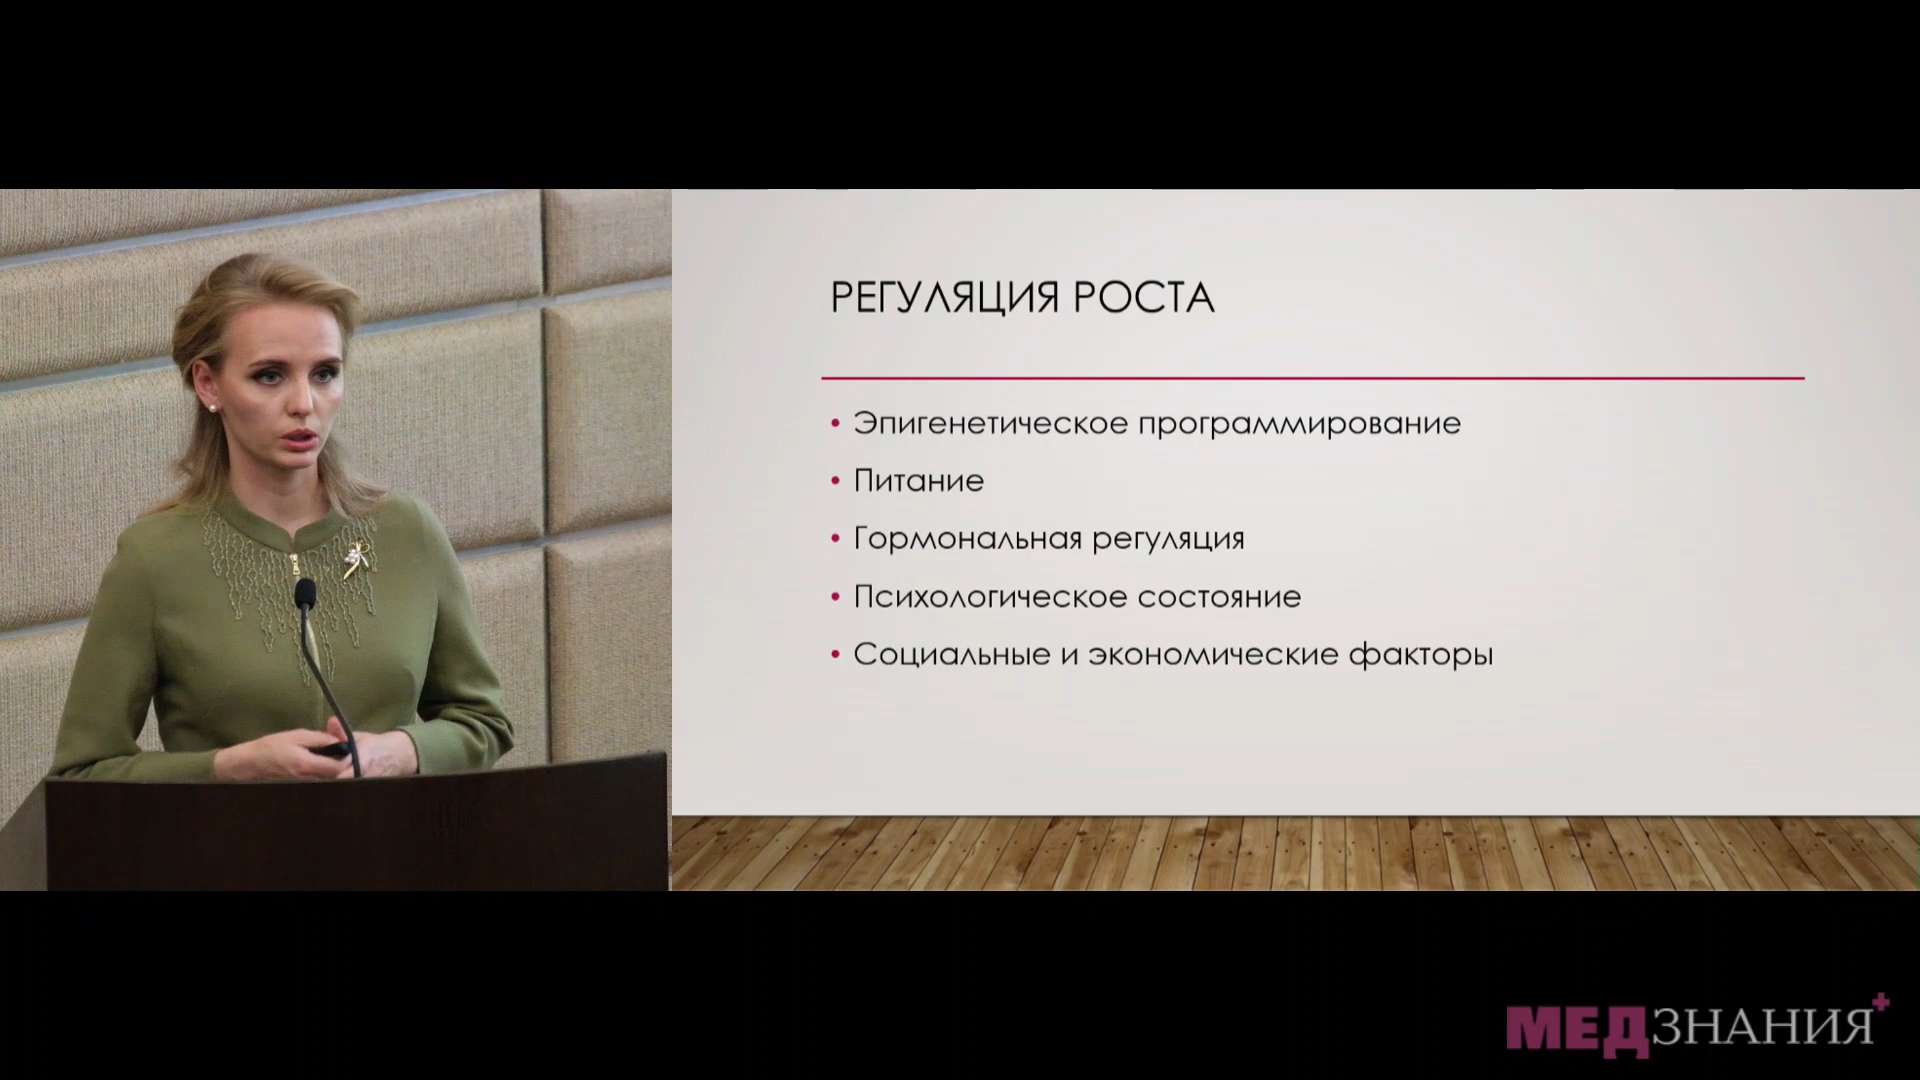 РЕГУЛЯЦИЯ РОСТА
• Эпигенетическое программирование
• Питание
• Гормональная регуляция
• Психологическое состояние
• Социальные и экономические факторы
МЕДЗНАНИЯ+